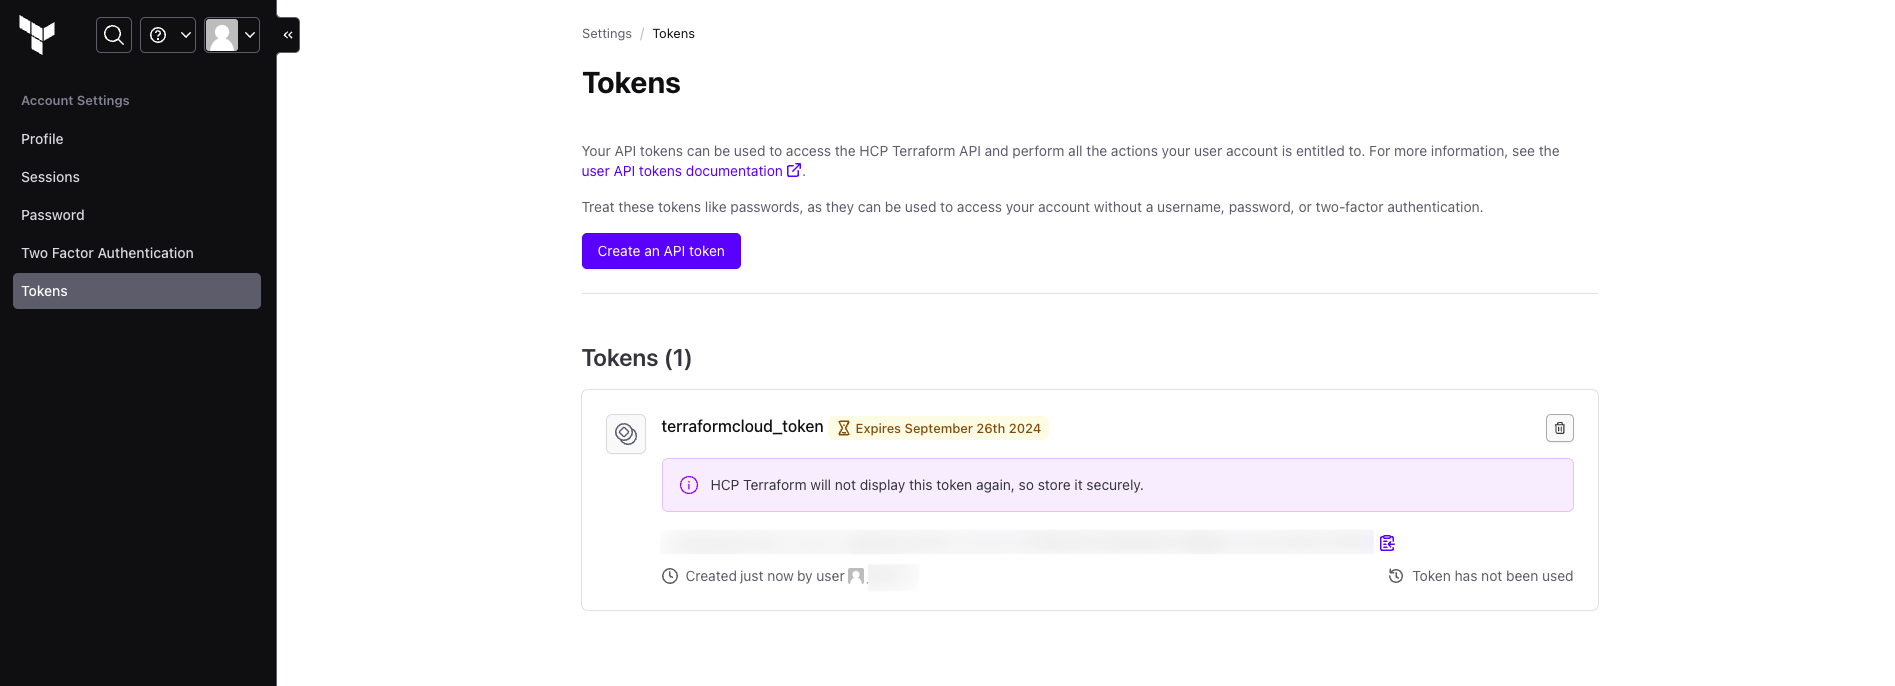 Account Settings
Profile
Sessions
Password
Two Factor Authentication
Tokens
Settings / Tokens
Tokens
Your API tokens can be used to access the HCP Terraform API and perform all the actions your user account is entitled to. For more information, see the
user API tokens documentation.
Treat these tokens like passwords, as they can be used to access your account without a username, password, or two-factor authentication.
Create an API token
Tokens (1)
terraformcloud_token Expires September 26th 2024
HCP Terraform will not display this token again, so store it securely.
Created just now by user
Token has not been used